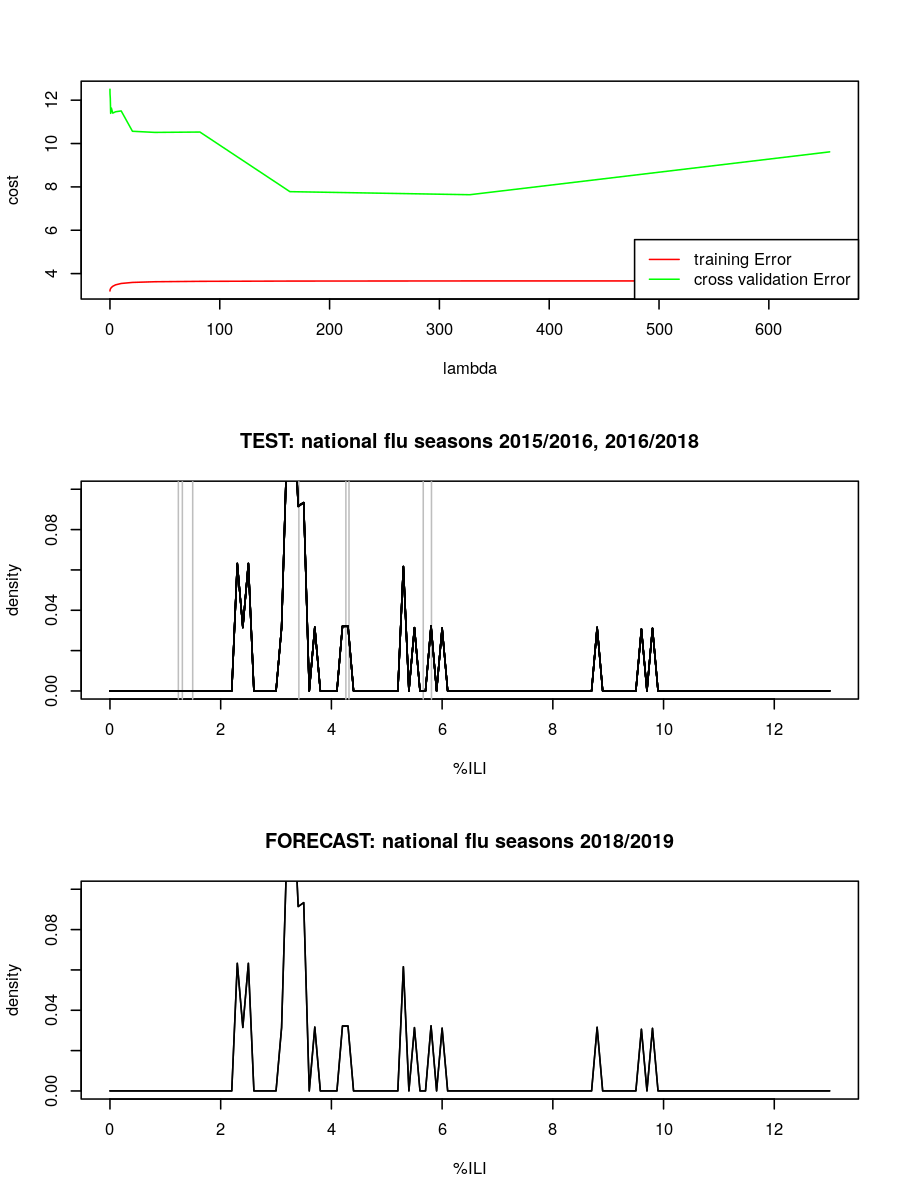 12
10
8
6
4
cost
training Error
cross validation Error
0 100 200 300 400 500 600
lambda
TEST: national flu seasons 2015/2016, 2016/2018
0.08
0.04
0.00
density
0 2 4 6 8 10 12
%ILI
FORECAST: national flu seasons 2018/2019
0.08
0.04
0.00
density
0 2 4 6 8 10 12
%ILI